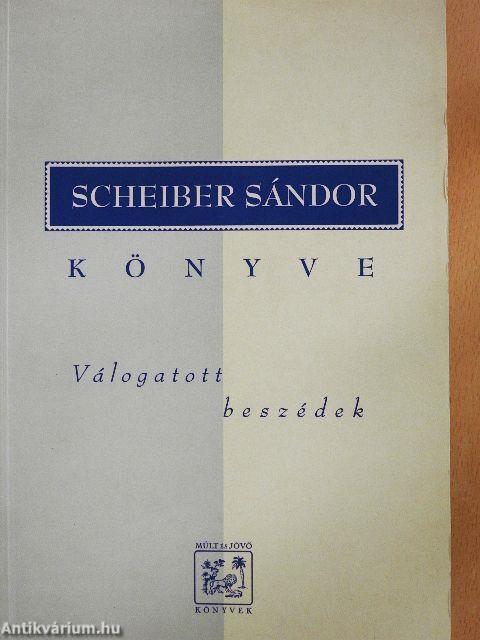 SCHEIBER SÁNDOR
KÖNYVE
Válogatott
beszédek
MÚLT ÉS JÖVŐ
KÖNYVEK
Antikvárium.hu